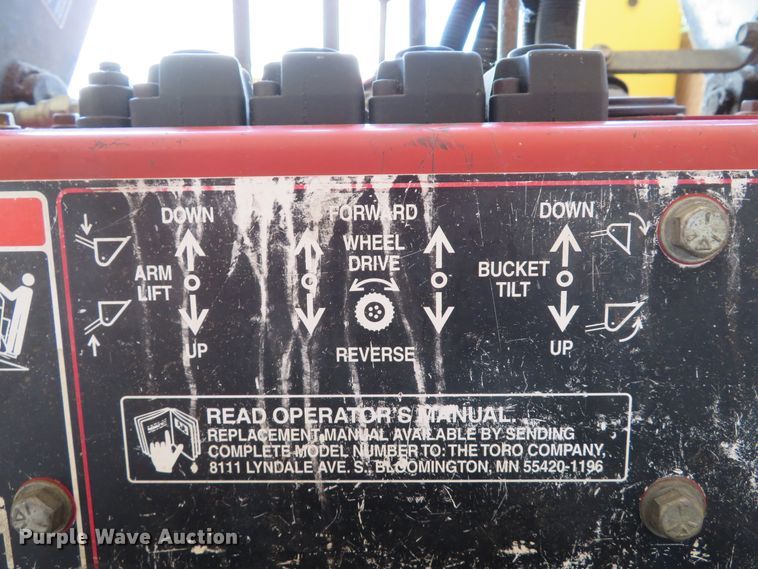 DOWN FORWARD DOWN
WHEEL
DRIVE
ARM
LIFT
BUCKET
TILT
UP REVERSE UP
READ OPERATOR'S MANUAL.
REPLACEMENT MANUAL AVAILABLE BY SENDING
COMPLETE MODEL NUMBER TO: THE TORO COMPANY,
8111 LYNDALE AVE. S., BLOOMINGTON, MN 55420-1196
Purple Wave Auction